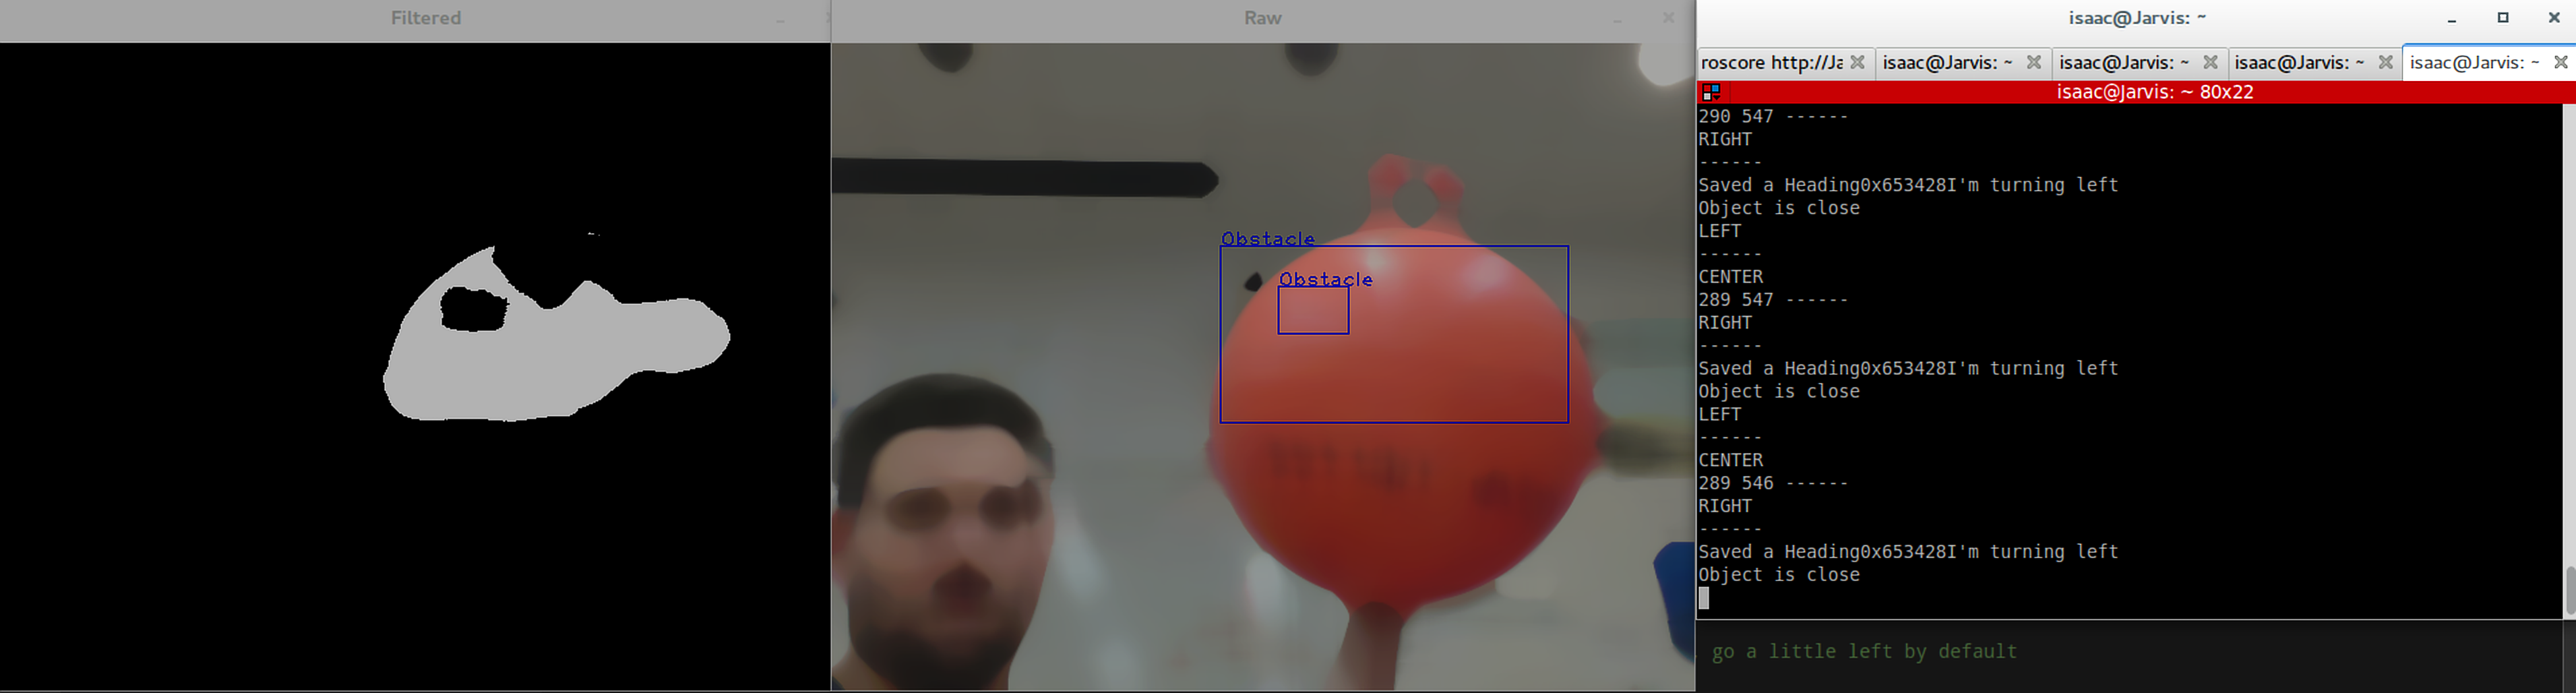 Filtered
Raw
Obstacle
Obstacle
isaac@Jarvis: ~
roscore http://Ja
isaac@Jarvis: ~
isaac@Jarvis: ~
isaac@Jarvis: ~
isaac@Jarvis: ~
isaac@Jarvis: ~ 80x22
290 547 ------
RIGHT
------
Saved a Heading0x653428I'm turning left
Object is close
LEFT
------
CENTER
289 547 ------
RIGHT
------
Saved a Heading0x653428I'm turning left
Object is close
LEFT
------
CENTER
289 546 ------
RIGHT
------
Saved a Heading0x653428I'm turning left
Object is close
go a little left by default